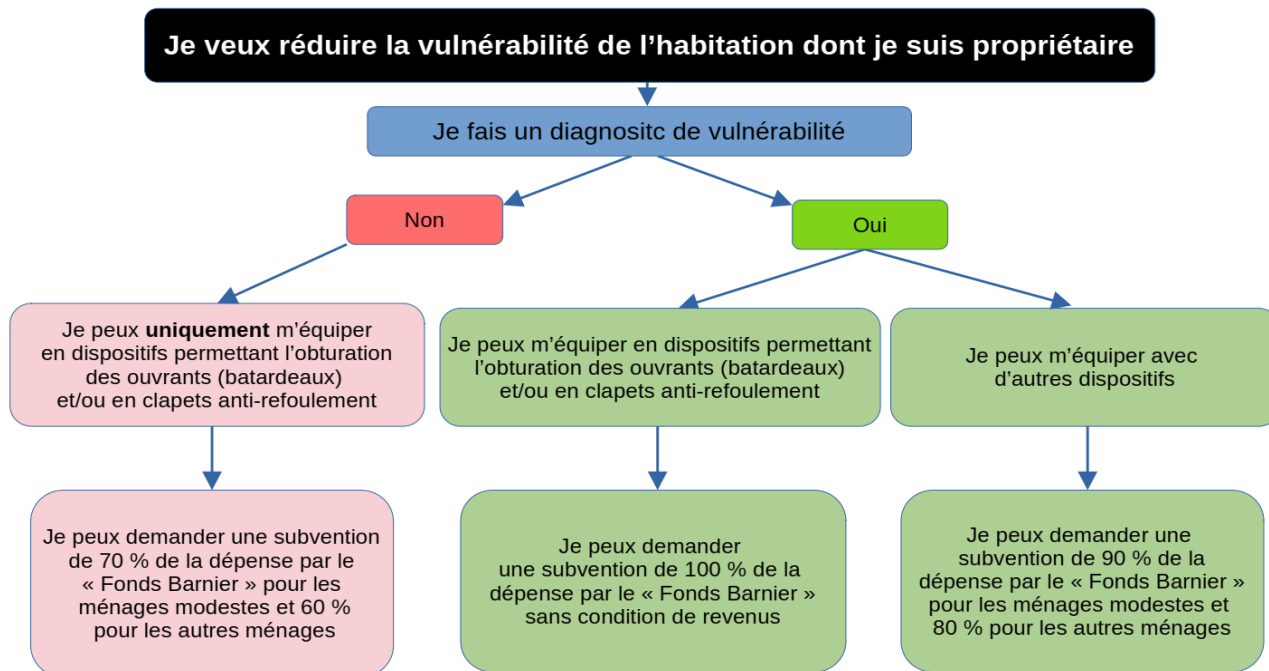 Je veux réduire la vulnérabilité de l’habitation dont je suis propriétaire
Je fais un diagnositc de vulnérabilité
Non
Oui
Je peux uniquement m’équiper
en dispositifs permettant l’obturation
des ouvrants (batardeaux)
et/ou en clapets anti-refoulement
Je peux m’équiper en dispositifs permettant
l’obturation des ouvrants (batardeaux)
et/ou en clapets anti-refoulement
Je peux m’équiper avec
d’autres dispositifs
Je peux demander une subvention
de 70 % de la dépense par le
« Fonds Barnier » pour les
ménages modestes et 60 %
pour les autres ménages
Je peux demander
une subvention de 100 % de la
dépense par le « Fonds Barnier »
sans condition de revenus
Je peux demander une
subvention de 90 % de la
dépense par le « Fonds Barnier »
pour les ménages modestes et
80 % pour les autres ménages